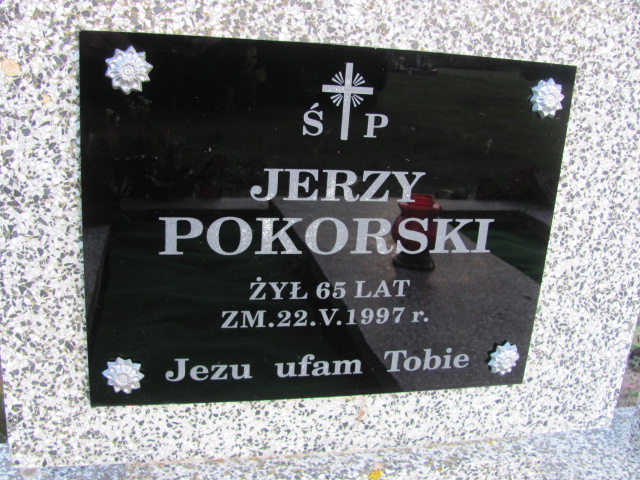 Ś P
JERZY
POKORSKI
ŻYŁ 65 LAT
ZM.22.V.1997 r.
Jezu ufam Tobie